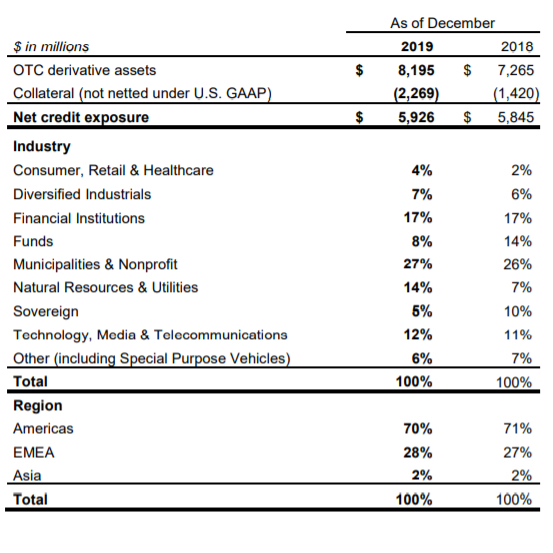 As of December
$ in millions 2019 2018
OTC derivative assets $ 8,195 $ 7,265
Collateral (not netted under U.S. GAAP) (2,269) (1,420)
Net credit exposure $ 5,926 $ 5,845
Industry
Consumer, Retail & Healthcare 4% 2%
Diversified Industrials 7% 6%
Financial Institutions 17% 17%
Funds 8% 14%
Municipalities & Nonprofit 27% 26%
Natural Resources & Utilities 14% 7%
Sovereign 5% 10%
Technology, Media & Telecommunications 12% 11%
Other (including Special Purpose Vehicles) 6% 7%
Total 100% 100%
Region
Americas 70% 71%
EMEA 28% 27%
Asia 2% 2%
Total 100% 100%